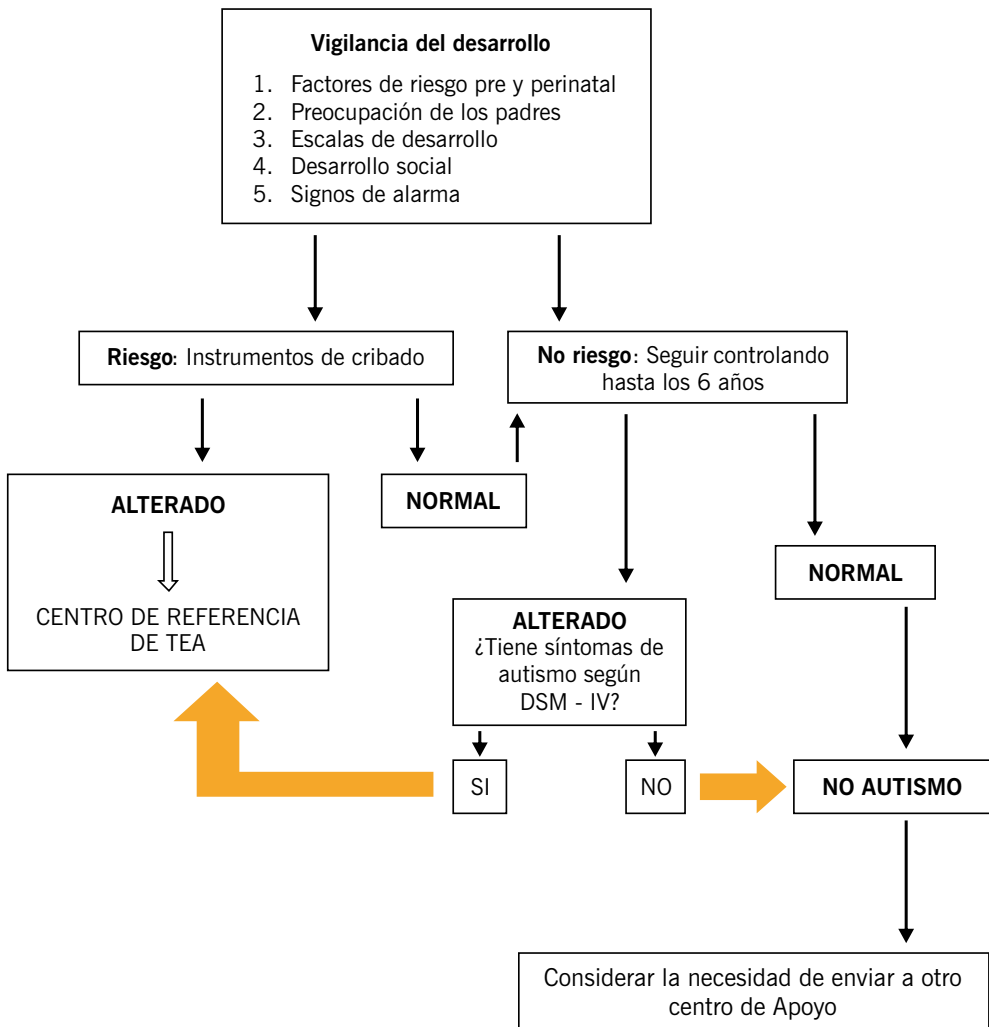 Vigilancia del desarrollo
1. Factores de riesgo pre y perinatal
2. Preocupación de los padres
3. Escalas de desarrollo
4. Desarrollo social
5. Signos de alarma
Riesgo: Instrumentos de cribado
No riesgo: Seguir controlando
hasta los 6 años
ALTERADO
CENTRO DE REFERENCIA
DE TEA
NORMAL
ALTERADO
¿Tiene síntomas de
autismo según
DSM - IV?
NORMAL
SI
NO
NO AUTISMO
Considerar la necesidad de enviar a otro
centro de Apoyo